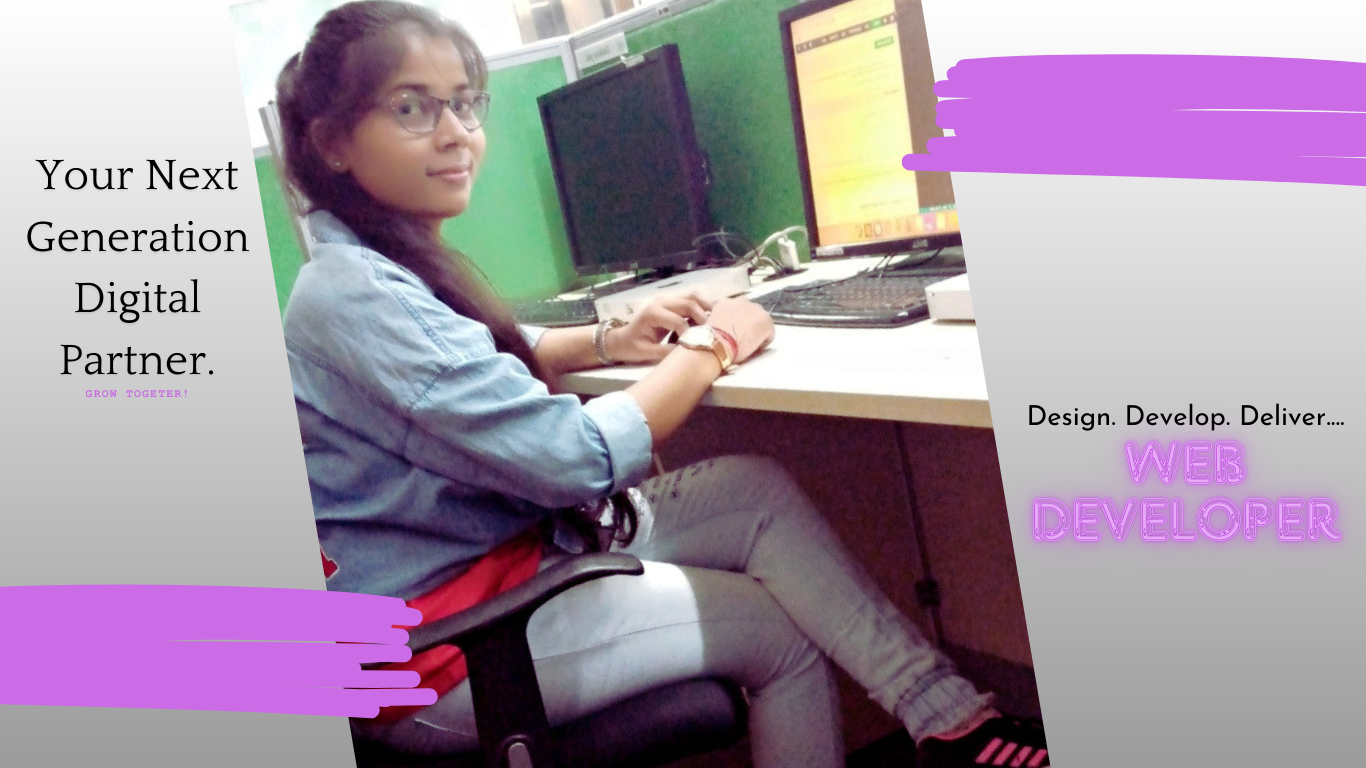 Your Next
Generation
Digital
Partner.
GROW TOGETER!
Design. Develop. Deliver....
WEB
DEVELOPER